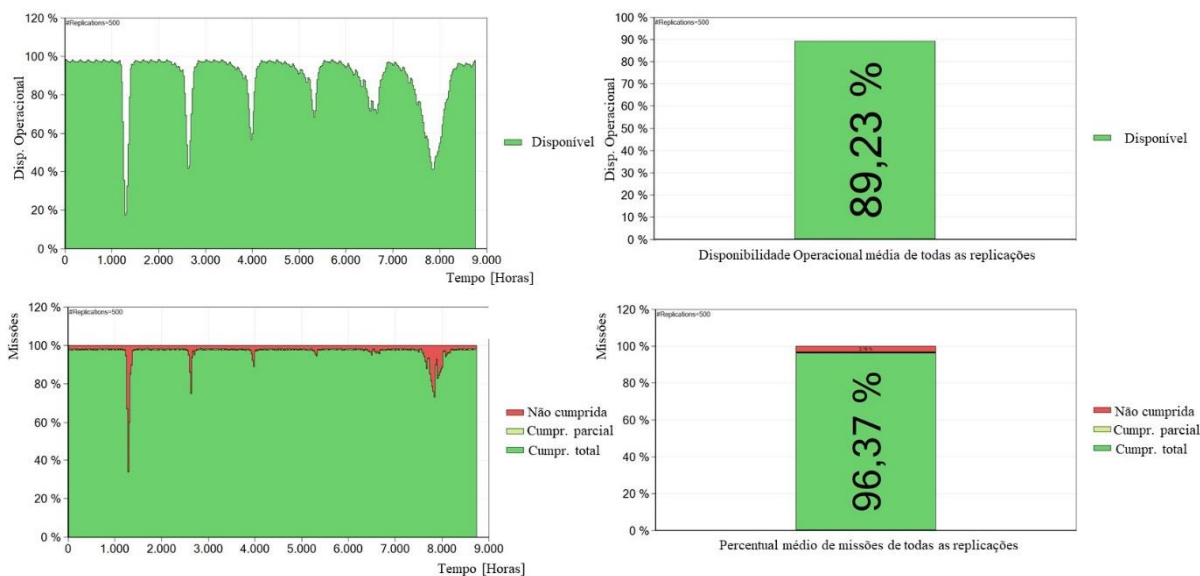 #Replications=500
120 %
100 %
80 %
60 %
40 %
20 %
0 %
Disp. Operacional
0 1.000 2.000 3.000 4.000 5.000 6.000 7.000 8.000 9.000
Tempo [Horas]
Disponível
#Replications=500
100 %
90 %
80 %
70 %
60 %
50 %
40 %
30 %
20 %
10 %
0 %
Disp. Operacional
89,23 %
Disponibilidade Operacional média de todas as replicações
Disponível
#Replications=500
120 %
100 %
80 %
60 %
40 %
20 %
0 %
Missões
0 1.000 2.000 3.000 4.000 5.000 6.000 7.000 8.000 9.000
Tempo [Horas]
Não cumprida
Cumpr. parcial
Cumpr. total
#Replications=500
120 %
100 %
80 %
60 %
40 %
20 %
0 %
Missões
96,37 %
Percentual médio de missões de todas as replicações
Não cumprida
Cumpr. parcial
Cumpr. total